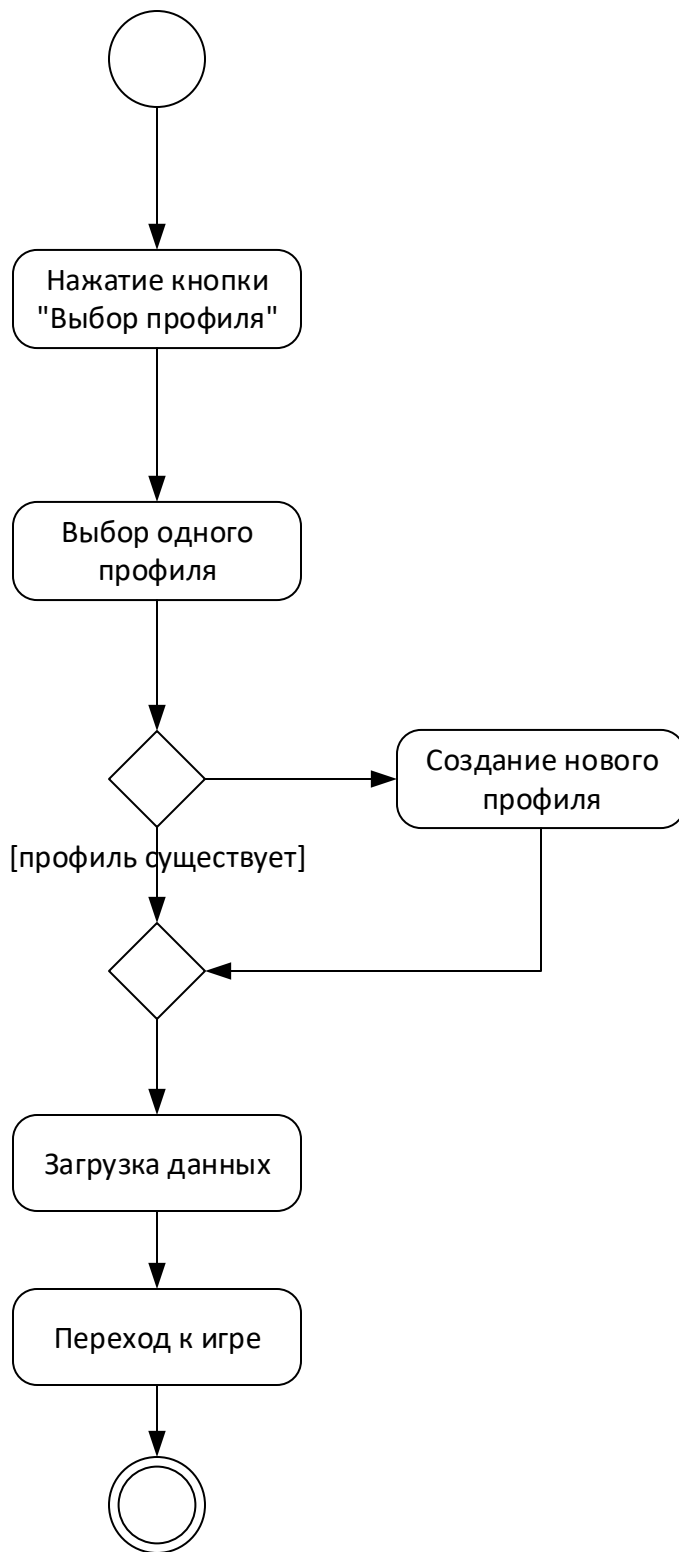 Нажатие кнопки
"Выбор профиля"
Выбор одного
профиля
Создание нового
профиля
[профиль существует]
Загрузка данных
Переход к игре